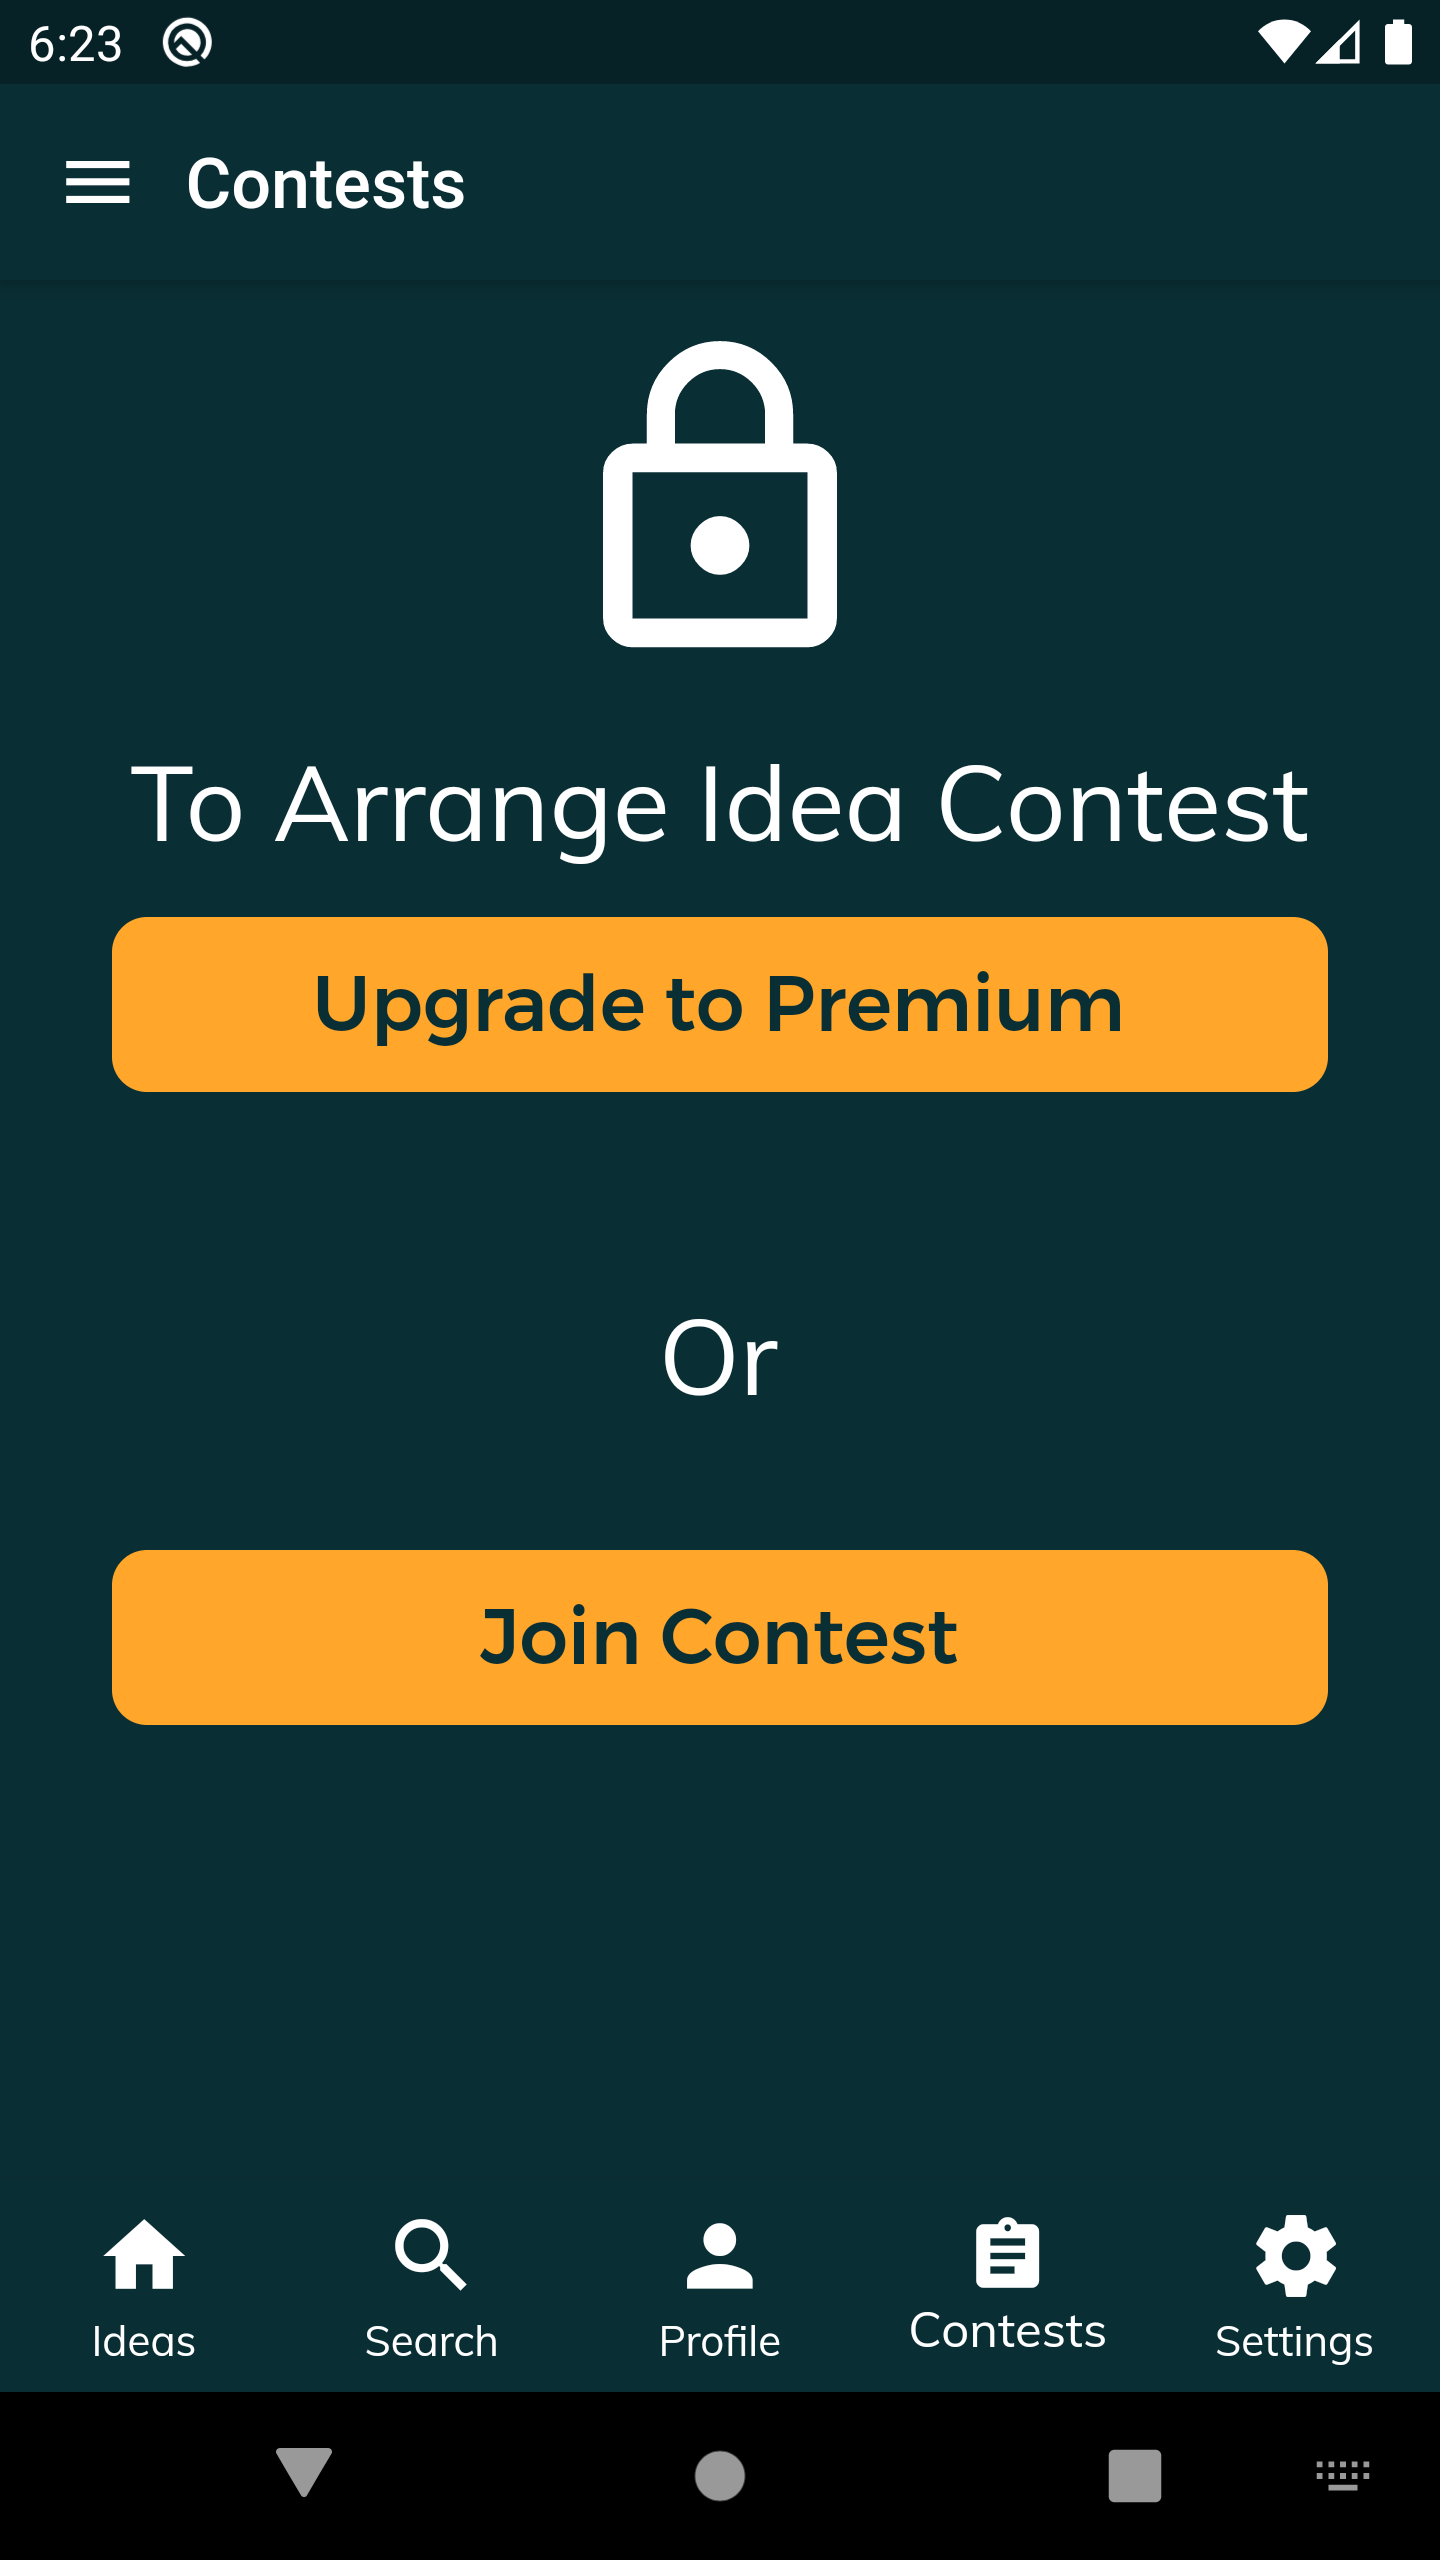 6:23
Contests
To Arrange Idea Contest
Upgrade to Premium
Or
Join Contest
Ideas
Search
Profile
Contests
Settings